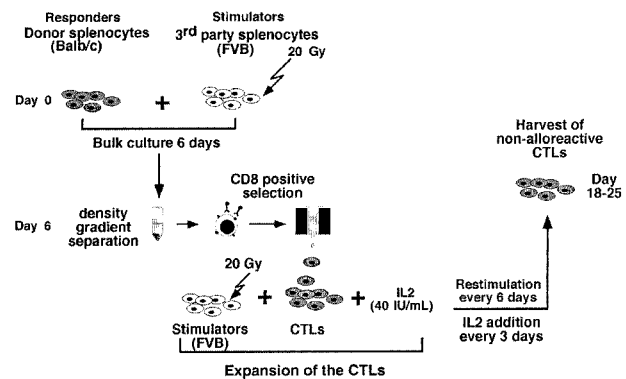 Responders
Donor splenocytes
(Balb/c)
Stimulators
3rd party splenocytes
(FVB)
20 Gy
Day 0
+
Bulk culture 6 days
Harvest of
non-alloreactive
CTLs
Day
18-25
CD8 positive
selection
Day 6
density
gradient
separation
20 Gy
+
+
IL2
(40 IU/mL)
Stimulators
(FVB)
CTLs
Restimulation
every 6 days
IL2 addition
every 3 days
Expansion of the CTLs